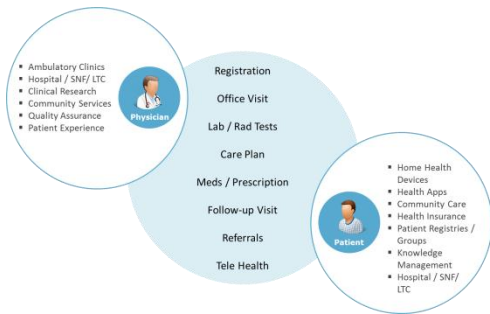 ▪ Ambulatory Clinics
▪ Hospital / SNF/ LTC
▪ Clinical Research
▪ Community Services
▪ Quality Assurance
▪ Patient Experience
Physician
Registration
Office Visit
Lab / Rad Tests
Care Plan
Meds / Prescription
Follow-up Visit
Referrals
Tele Health
▪ Home Health
Devices
▪ Health Apps
▪ Community Care
▪ Health Insurance
▪ Patient Registries /
Groups
▪ Knowledge
Management
▪ Hospital / SNF/
LTC
Patient